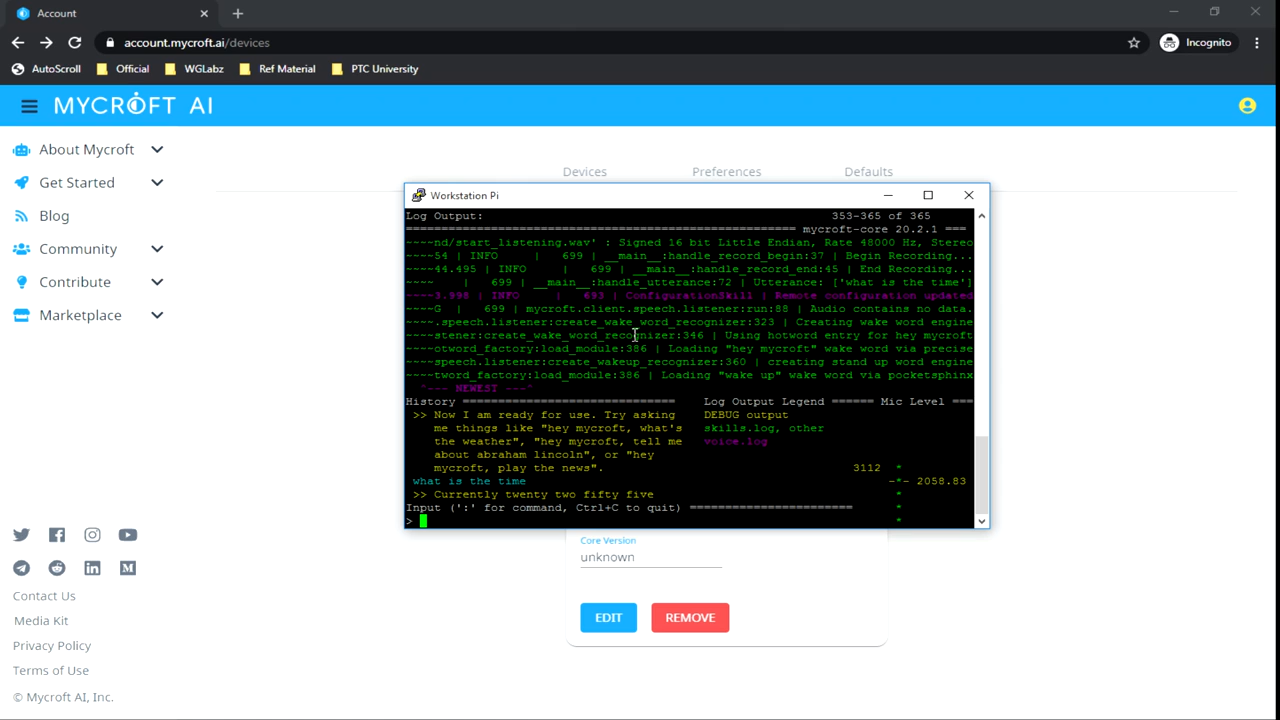 Account
account.mycroft.ai/devices
Incognito
AutoScroll
Official
WGLabz
Ref Material
PTC University
MYCROFT AI
About Mycroft
Get Started
Blog
Community
Contribute
Marketplace
Devices
Preferences
Defaults
Workstation Pi
Log Output: 353-365 of 365
========================================================= mycroft-core 20.2.1 ===
~~~~nd/start_listening.wav' : Signed 16 bit Little Endian, Rate 48000 Hz, Stereo
~~~~54 | INFO | 699 | __main__:handle_record_begin:37 | Begin Recording...
~~~~44.495 | INFO | 699 | __main__:handle_record_end:45 | End Recording...
~~~~ | 699 | __main__:handle_utterance:72 | Utterance: ['what is the time']
~~~~3.998 | INFO | 693 | ConfigurationSkill | Remote configuration updated
~~~~G | 699 | mycroft.client.speech.listener:run:88 | Audio contains no data.
~~~~.speech.listener:create_wake_word_recognizer:323 | Creating wake word engine
~~~~stener:create_wake_word_recognizer:346 | Using hotword entry for hey mycroft
~~~~otword_factory:load_module:386 | Loading "hey mycroft" wake word via precise
~~~~speech.listener:create_wakeup_recognizer:360 | creating stand up word engine
~~~~tword_factory:load_module:386 | Loading "wake up" wake word via pocketsphinx
^--- NEWEST ---^
History ============================= Log Output Legend ====== Mic Level ===
>> Now I am ready for use. Try asking DEBUG output
me things like "hey mycroft, what's skills.log, other
the weather", "hey mycroft, tell me voice.log
about abraham lincoln", or "hey
mycroft, play the news". 3112 *
what is the time -*- 2058.83
>> Currently twenty two fifty five *
Input (':' for command, Ctrl+C to quit) ======================= *
> *
Core Version
unknown
EDIT
REMOVE
Contact Us
Media Kit
Privacy Policy
Terms of Use
© Mycroft AI, Inc.